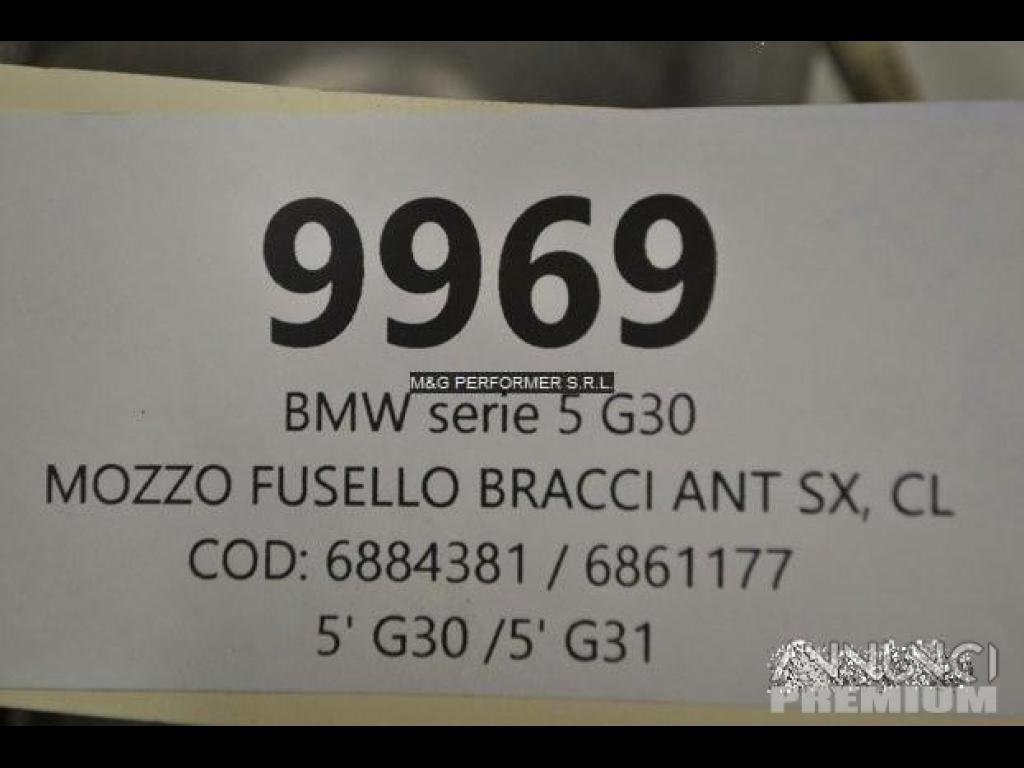 9969
M&G PERFORMER S.R.L.
BMW serie 5 G30
MOZZO FUSELLO BRACCI ANT SX, CL
COD: 6884381 / 6861177
5' G30 /5' G31
ANNUNCI
PREMIUM